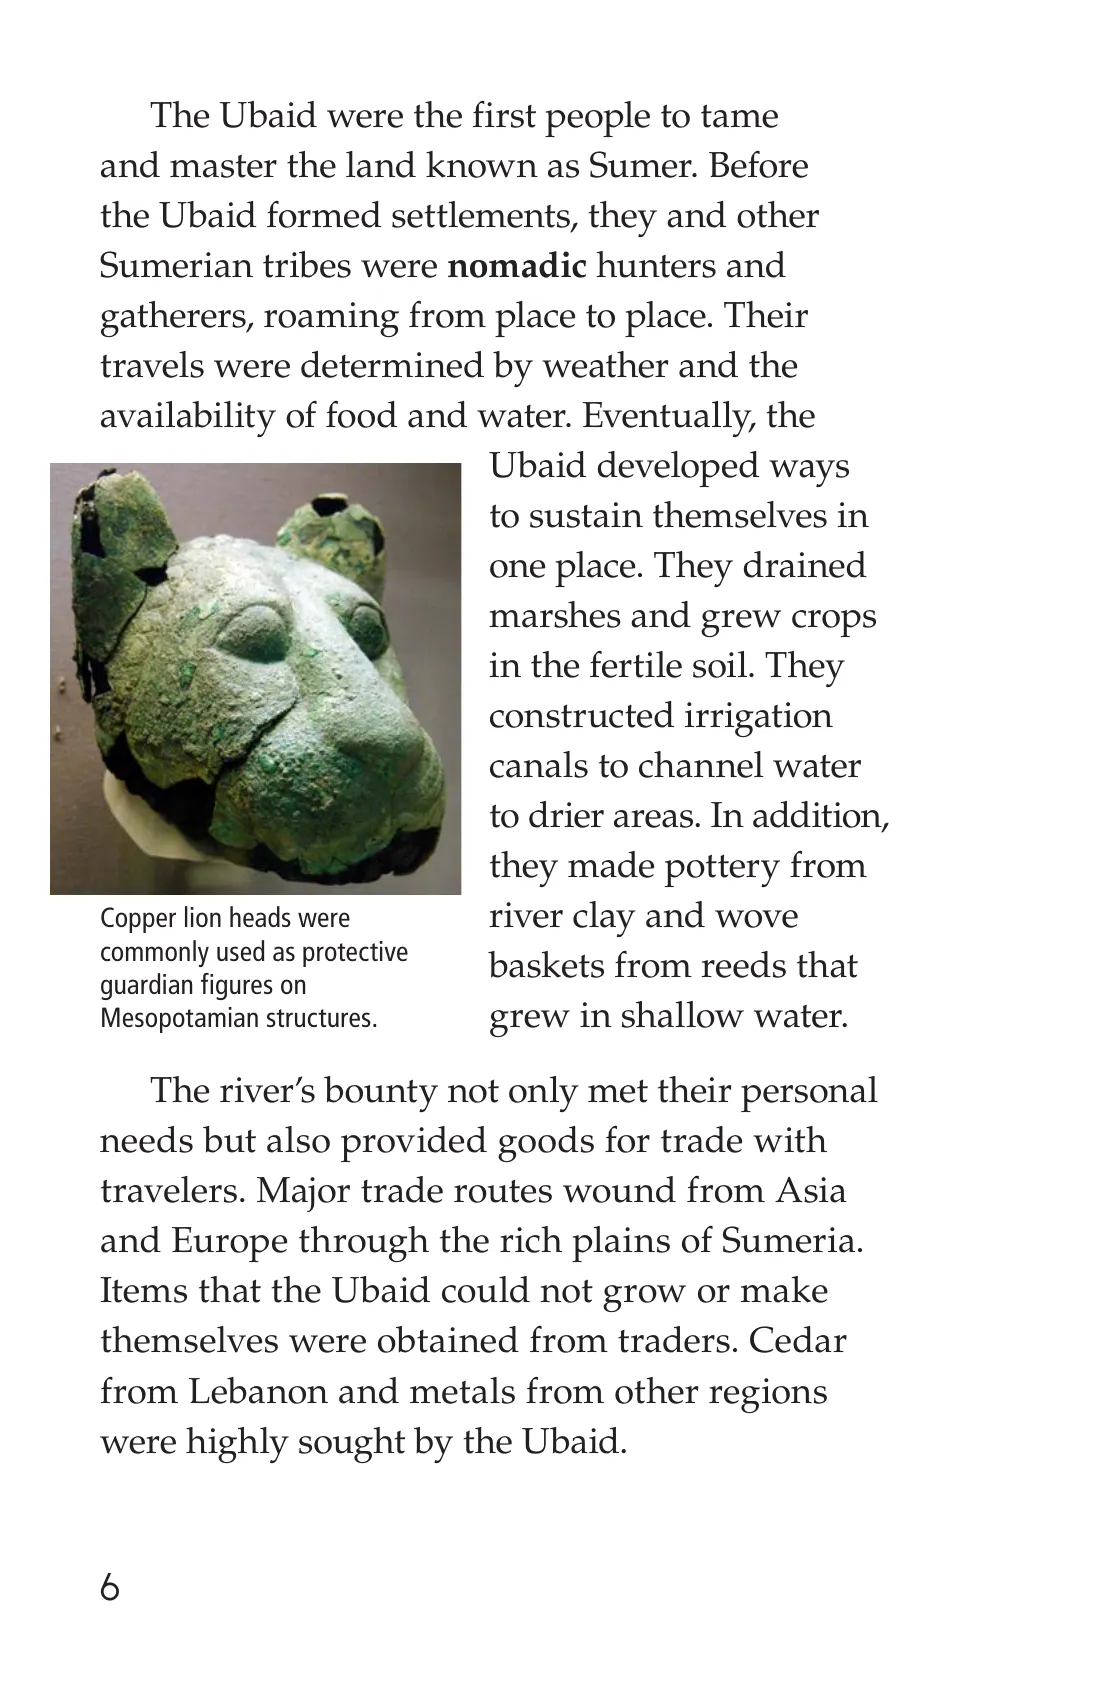 The Ubaid were the first people to tame
and master the land known as Sumer. Before
the Ubaid formed settlements, they and other
Sumerian tribes were nomadic hunters and
gatherers, roaming from place to place. Their
travels were determined by weather and the
availability of food and water. Eventually, the
Ubaid developed ways
to sustain themselves in
one place. They drained
marshes and grew crops
in the fertile soil. They
constructed irrigation
canals to channel water
to drier areas. In addition,
they made pottery from
river clay and wove
baskets from reeds that
grew in shallow water.
Copper lion heads were
commonly used as protective
guardian figures on
Mesopotamian structures.
The river’s bounty not only met their personal
needs but also provided goods for trade with
travelers. Major trade routes wound from Asia
and Europe through the rich plains of Sumeria.
Items that the Ubaid could not grow or make
themselves were obtained from traders. Cedar
from Lebanon and metals from other regions
were highly sought by the Ubaid.
6